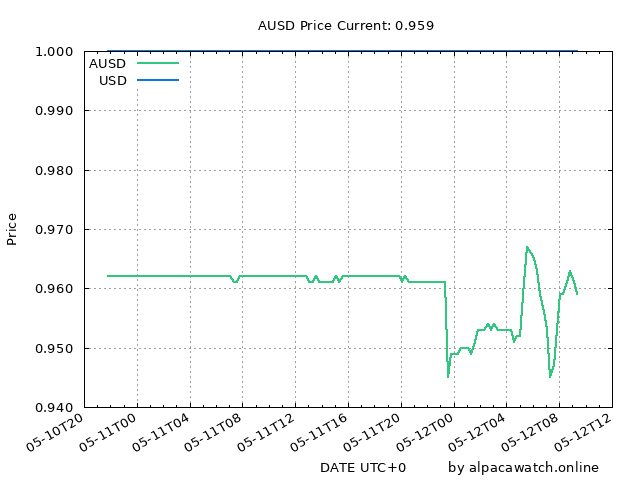 AUSD Price Current: 0.959
1.000
AUSD
USD
0.990
0.980
0.970
Price
0.960
0.950
0.940
05-10T20 05-11T00 05-11T04 05-11T08 05-11T12 05-11T16 05-11T20 05-12T00 05-12T04 05-12T08 05-12T12
DATE UTC+0 by alpacawatch.online